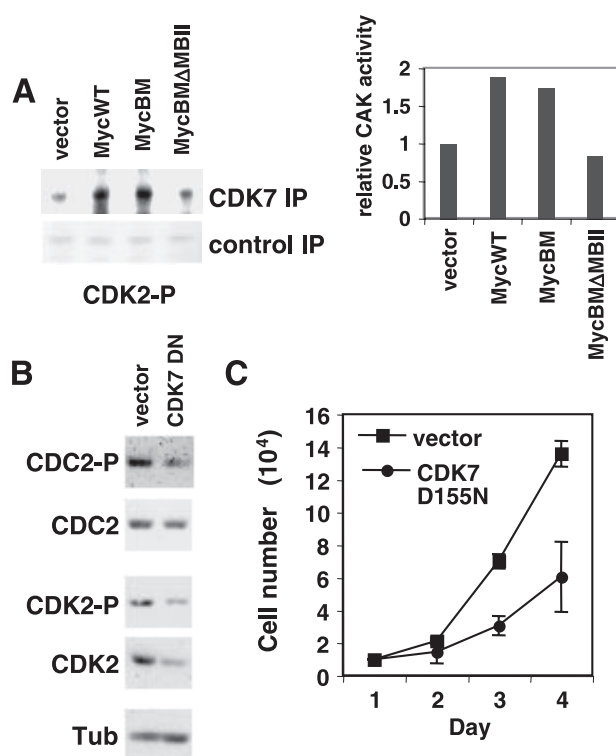 A
vector
MycWT
MycBM
MycBMΔMBII
CDK7 IP
control IP
CDK2-P
relative CAK activity
2
1.5
1
0.5
0
vector
MycWT
MycBM
MycBMΔMBII
B
vector
CDK7 DN
CDC2-P
CDC2
CDK2-P
CDK2
Tub
C
Cell number (10⁴)
16
14
12
10
8
6
4
2
0
vector
CDK7
D155N
1 2 3 4
Day